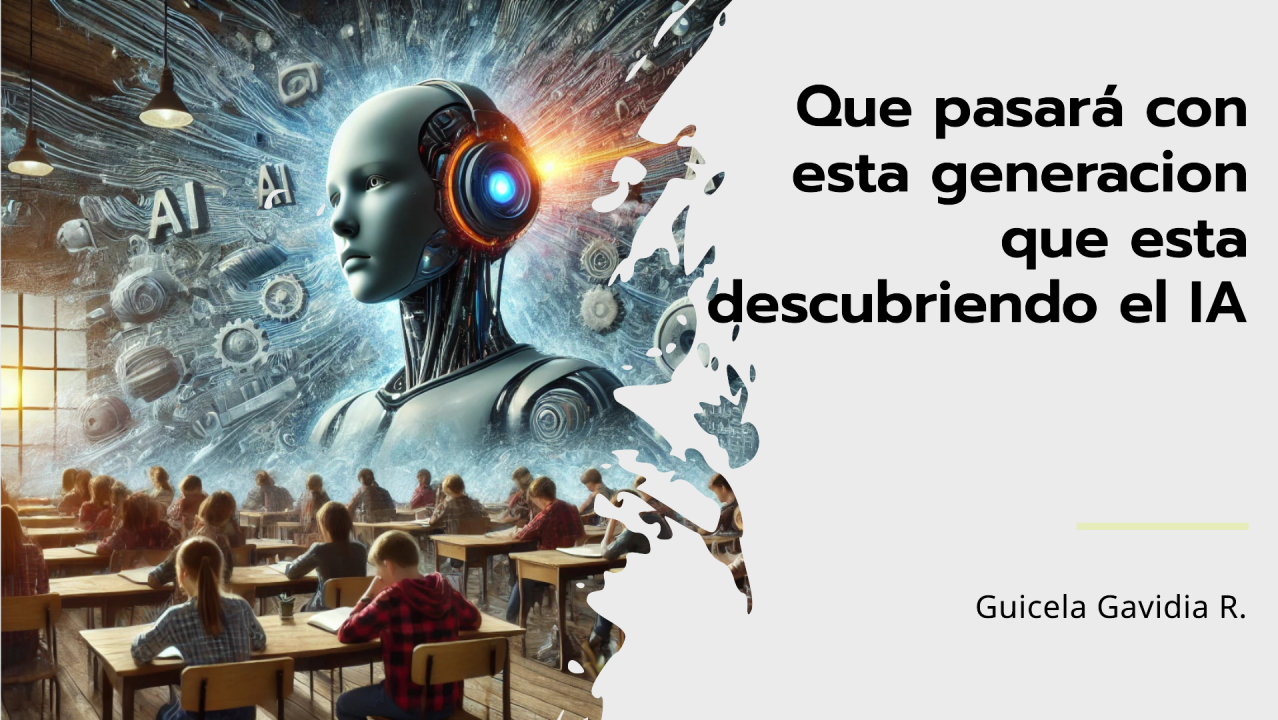 AI
AI
Que pasará con
esta generacion
que esta
descubriendo el IA
Guicela Gavidia R.